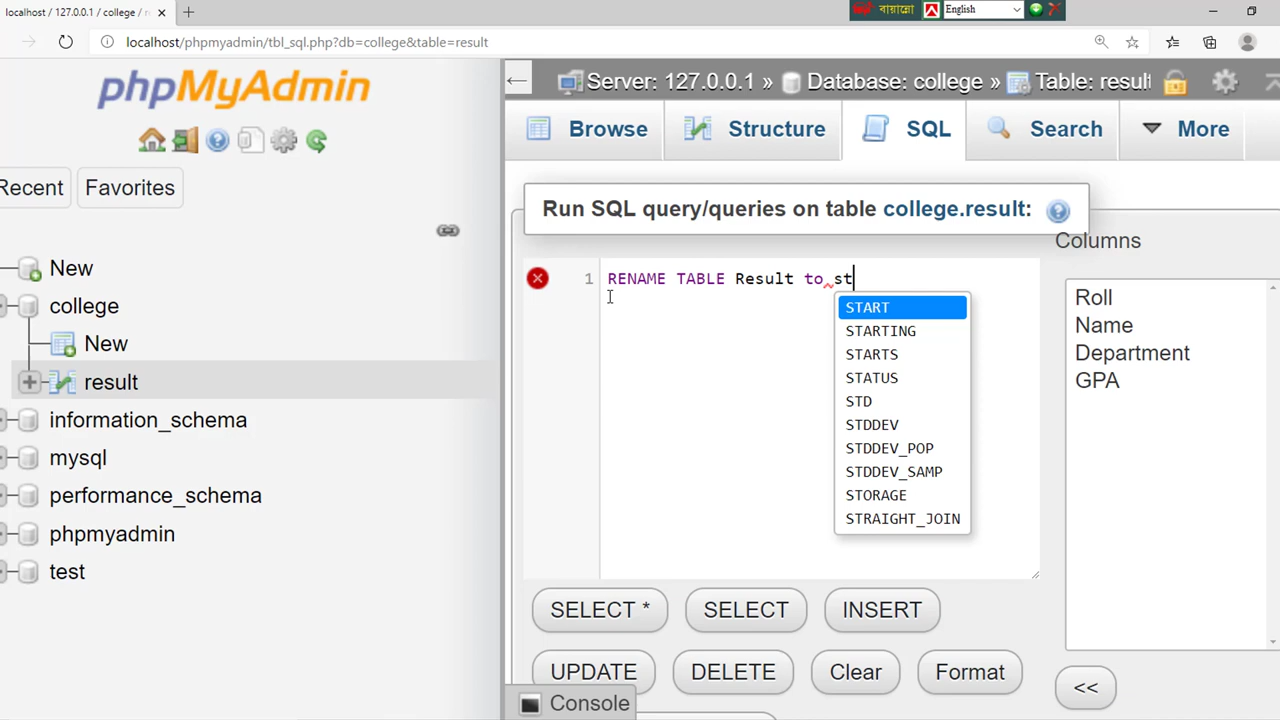 localhost / 127.0.0.1 / college / r
বায়ান্নো
English
localhost/phpmyadmin/tbl_sql.php?db=college&table=result
phpMyAdmin
Recent
Favorites
New
college
New
result
information_schema
mysql
performance_schema
phpmyadmin
test
Server: 127.0.0.1 » Database: college » Table: result
Browse
Structure
SQL
Search
More
Run SQL query/queries on table college.result:
Columns
1 RENAME TABLE Result to st
START
STARTING
STARTS
STATUS
STD
STDDEV
STDDEV_POP
STDDEV_SAMP
STORAGE
STRAIGHT_JOIN
Roll
Name
Department
GPA
SELECT *
SELECT
INSERT
UPDATE
DELETE
Clear
Format
<<
Console